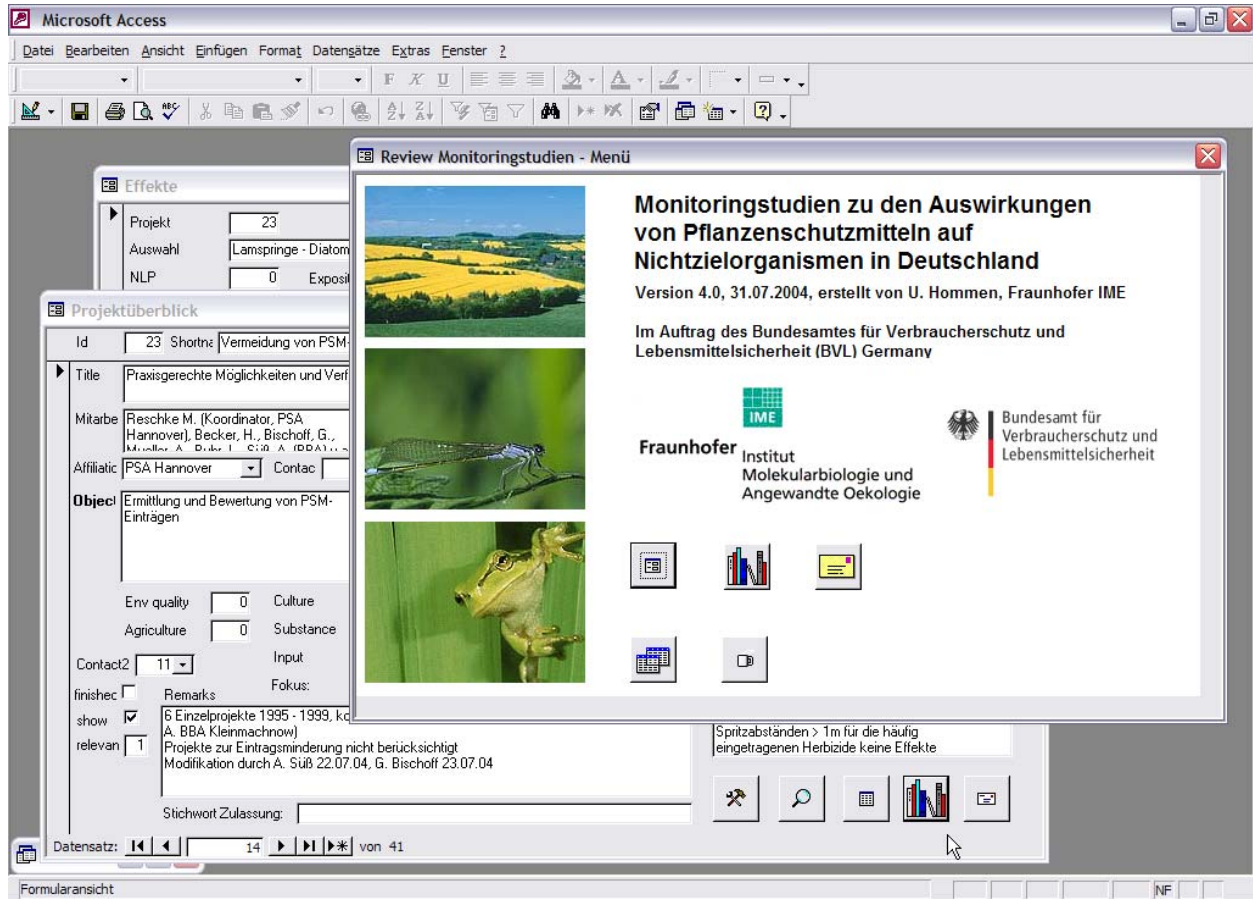 Microsoft Access
Datei Bearbeiten Ansicht Einfügen Format Datensätze Extras Fenster ?
F K U
Effekte
Projekt 23
Auswahl Lamspringe - Diatom
NLP 0
Projektüberblick
Id 23 Shortna Vermeidung von PSM-
Title Praxisgerechte Möglichkeiten und Verf
Mitarbe Reschke M. (Koordinator, PSA
Hannover), Becker, H., Bischoff, G.,
Affiliatic PSA Hannover Contac
Object Ermittlung und Bewertung von PSM-
Einträgen
Env quality 0 Culture
Agriculture 0 Substance
Contact2 11 Input
Fokus:
finishec Remarks
show 6 Einzelprojekte 1995 - 1999, ko
A. BBA Kleinmachnow)
relevan 1 Projekte zur Eintragsminderung nicht berücksichtigt
Modifikation durch A. Süß 22.07.04, G. Bischoff 23.07.04
Spritzabständen > 1m für die häufig
eingetragenen Herbizide keine Effekte
Stichwort Zulassung:
Datensatz: 14 von 41
Review Monitoringstudien - Menü
Monitoringstudien zu den Auswirkungen
von Pflanzenschutzmitteln auf
Nichtzielorganismen in Deutschland
Version 4.0, 31.07.2004, erstellt von U. Hommen, Fraunhofer IME
Im Auftrag des Bundesamtes für Verbraucherschutz und
Lebensmittelsicherheit (BVL) Germany
IME
Fraunhofer Institut
Molekularbiologie und
Angewandte Oekologie
Bundesamt für
Verbraucherschutz und
Lebensmittelsicherheit
Formularansicht NF